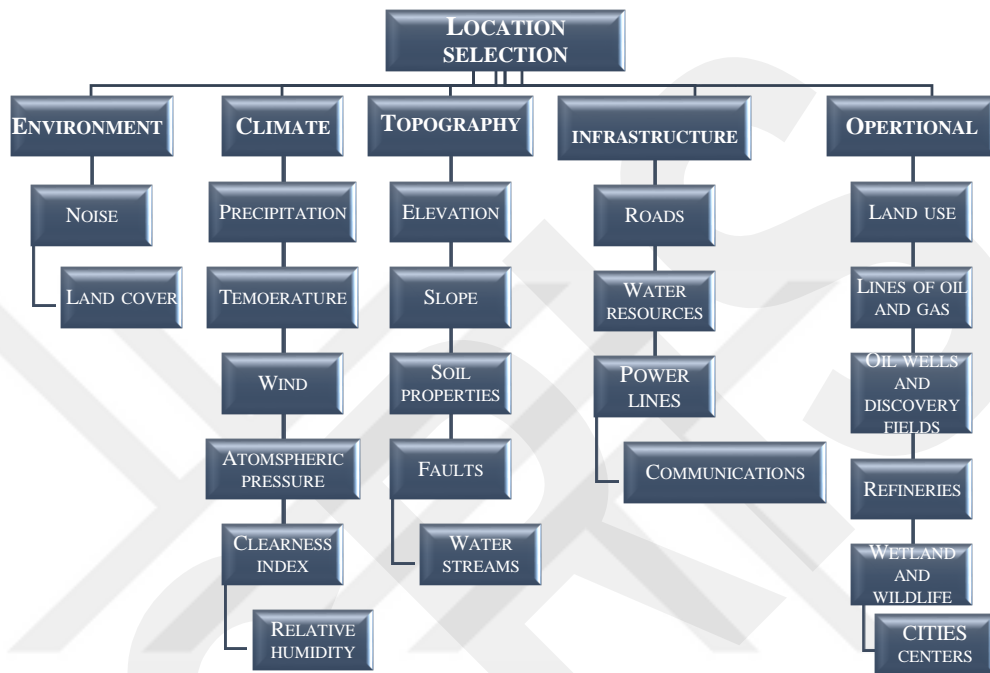 LOCATION
SELECTION
ENVIRONMENT
CLIMATE
TOPOGRAPHY
INFRASTRUCTURE
OPERTIONAL
NOISE
LAND COVER
PRECIPITATION
TEMOERATURE
WIND
ATOMSPHERIC
PRESSURE
CLEARNESS
INDEX
RELATIVE
HUMIDITY
ELEVATION
SLOPE
SOIL
PROPERTIES
FAULTS
WATER
STREAMS
ROADS
WATER
RESOURCES
POWER
LINES
COMMUNICATIONS
LAND USE
LINES OF OIL
AND GAS
OIL WELLS
AND
DISCOVERY
FIELDS
REFINERIES
WETLAND
AND
WILDLIFE
CITIES
CENTERS